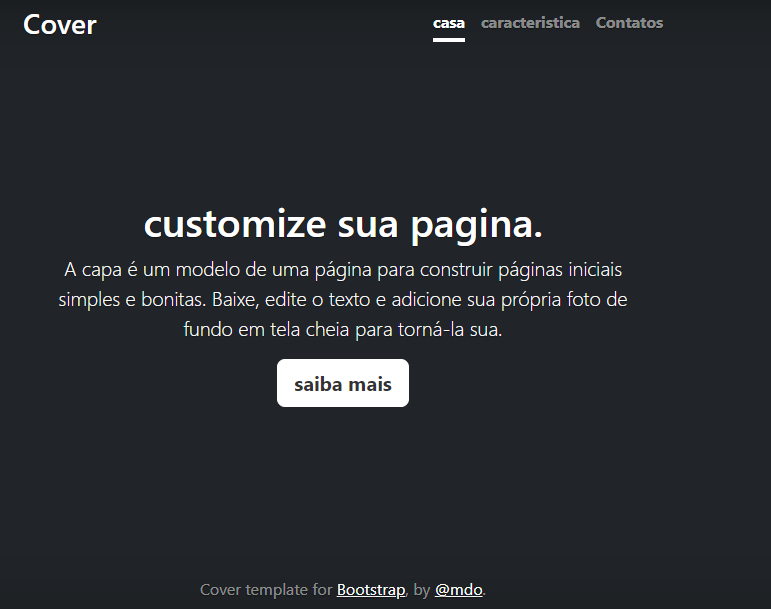 Cover
casa caracteristica Contatos
customize sua pagina.
A capa é um modelo de uma página para construir páginas iniciais
simples e bonitas. Baixe, edite o texto e adicione sua própria foto de
fundo em tela cheia para torná-la sua.
saiba mais
Cover template for Bootstrap, by @mdo.